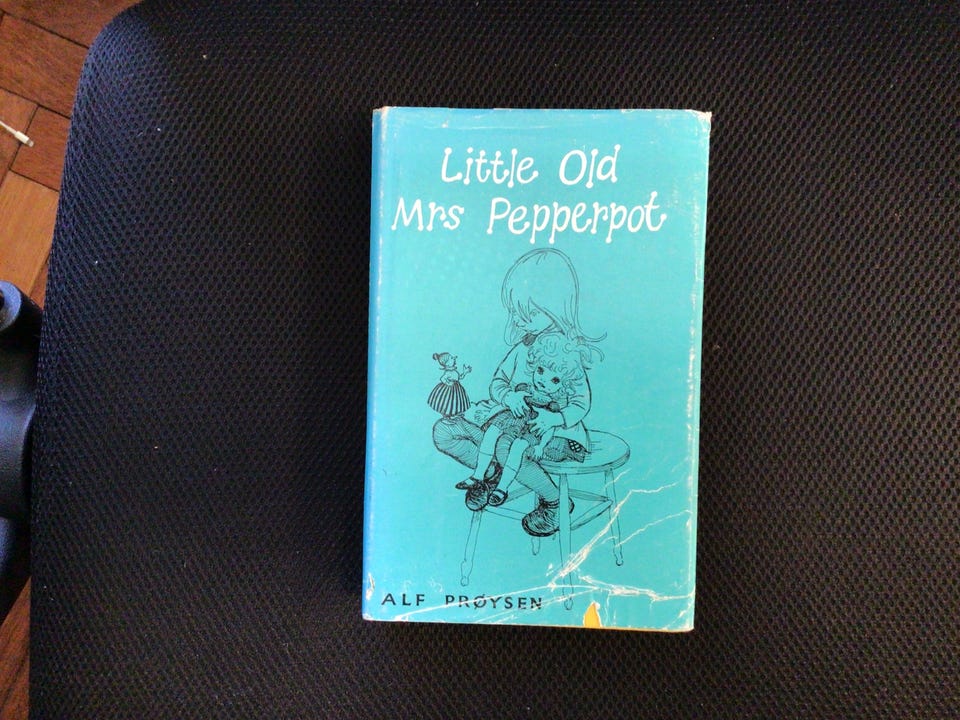 Little Old
Mrs Pepperpot
ALF PRØYSEN